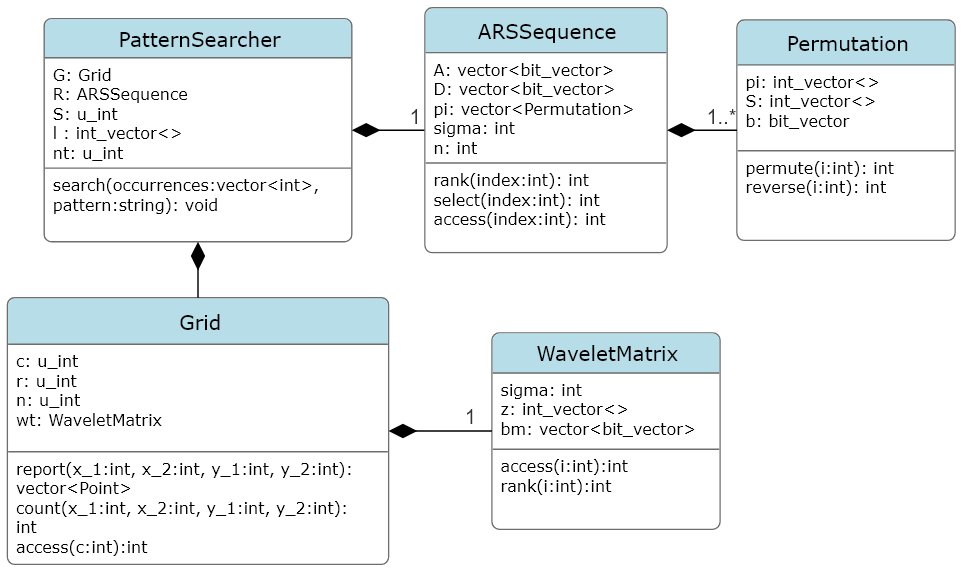 PatternSearcher
G: Grid
R: ARSSequence
S: u_int
l : int_vector<>
nt: u_int
search(occurrences:vector<int>,
pattern:string): void
1
ARSSequence
A: vector<bit_vector>
D: vector<bit_vector>
pi: vector<Permutation>
sigma: int
n: int
rank(index:int): int
select(index:int): int
access(index:int): int
1..*
Permutation
pi: int_vector<>
S: int_vector<>
b: bit_vector
permute(i:int): int
reverse(i:int): int
Grid
c: u_int
r: u_int
n: u_int
wt: WaveletMatrix
report(x_1:int, x_2:int, y_1:int, y_2:int):
vector<Point>
count(x_1:int, x_2:int, y_1:int, y_2:int):
int
access(c:int):int
1
WaveletMatrix
sigma: int
z: int_vector<>
bm: vector<bit_vector>
access(i:int):int
rank(i:int):int